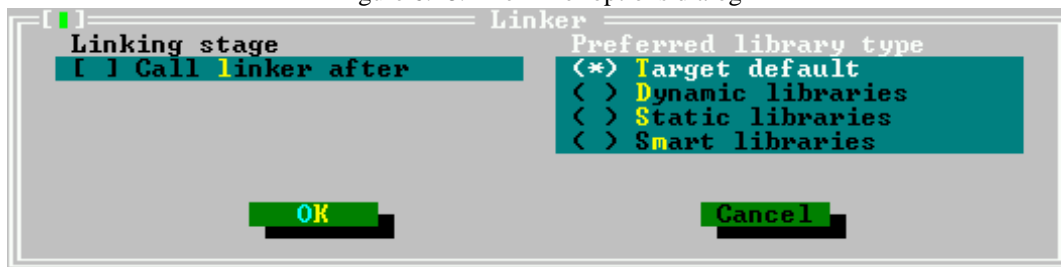 Linker
Linking stage
[ ] Call linker after
Preferred library type
(*) Target default
( ) Dynamic libraries
( ) Static libraries
( ) Smart libraries
OK
Cancel